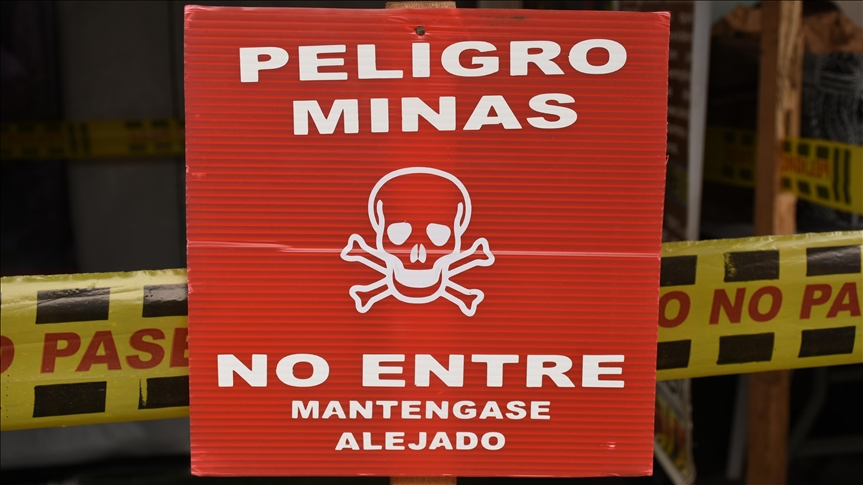 PELIGRO
MINAS
NO ENTRE
MANTENGASE
ALEJADO
O PASE
O NO PA